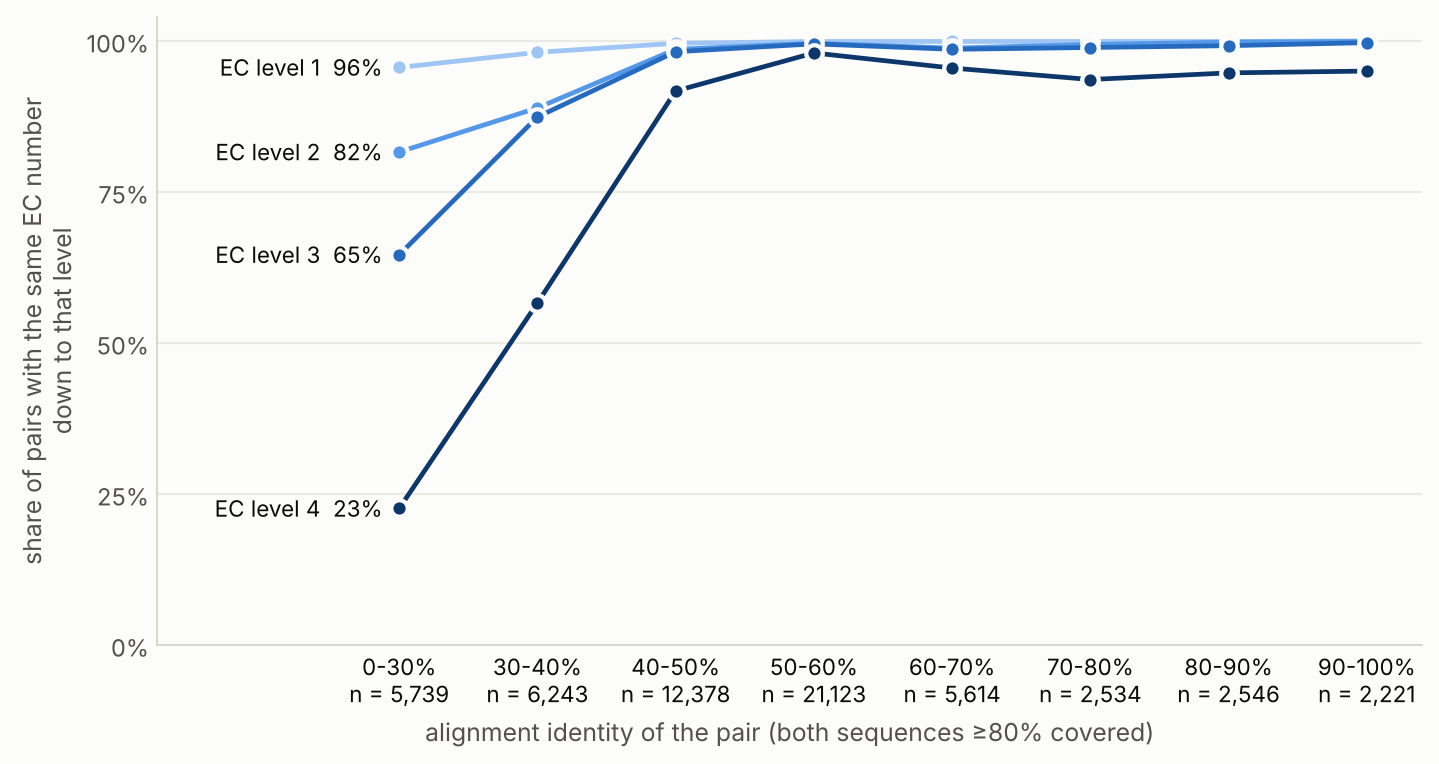 share of pairs with the same EC number
down to that level
100%
75%
50%
25%
0%
EC level 1 96%
EC level 2 82%
EC level 3 65%
EC level 4 23%
0-30% 30-40% 40-50% 50-60% 60-70% 70-80% 80-90% 90-100%
n = 5,739 n = 6,243 n = 12,378 n = 21,123 n = 5,614 n = 2,534 n = 2,546 n = 2,221
alignment identity of the pair (both sequences ≥80% covered)